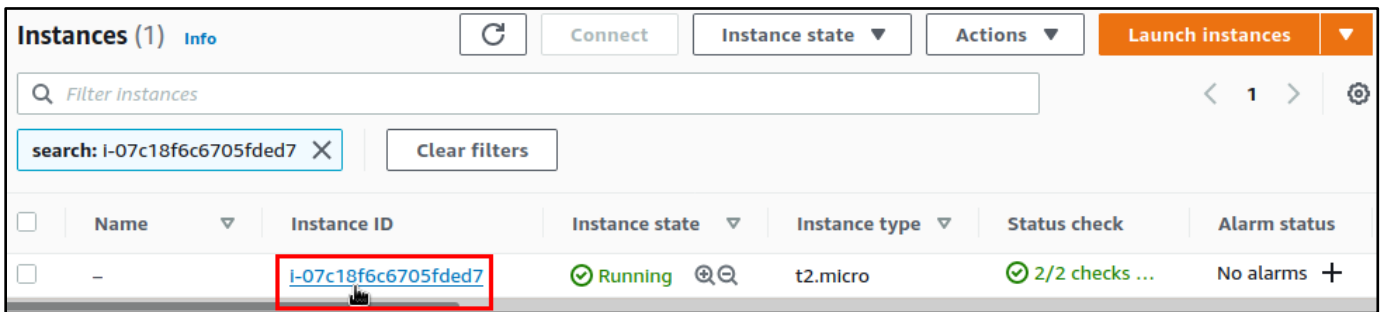 Instances (1) Info Connect Instance state Actions Launch instances
Filter instances 1
search: i-07c18f6c6705fded7 Clear filters
Name Instance ID Instance state Instance type Status check Alarm status
– i-07c18f6c6705fded7 Running t2.micro 2/2 checks ... No alarms +